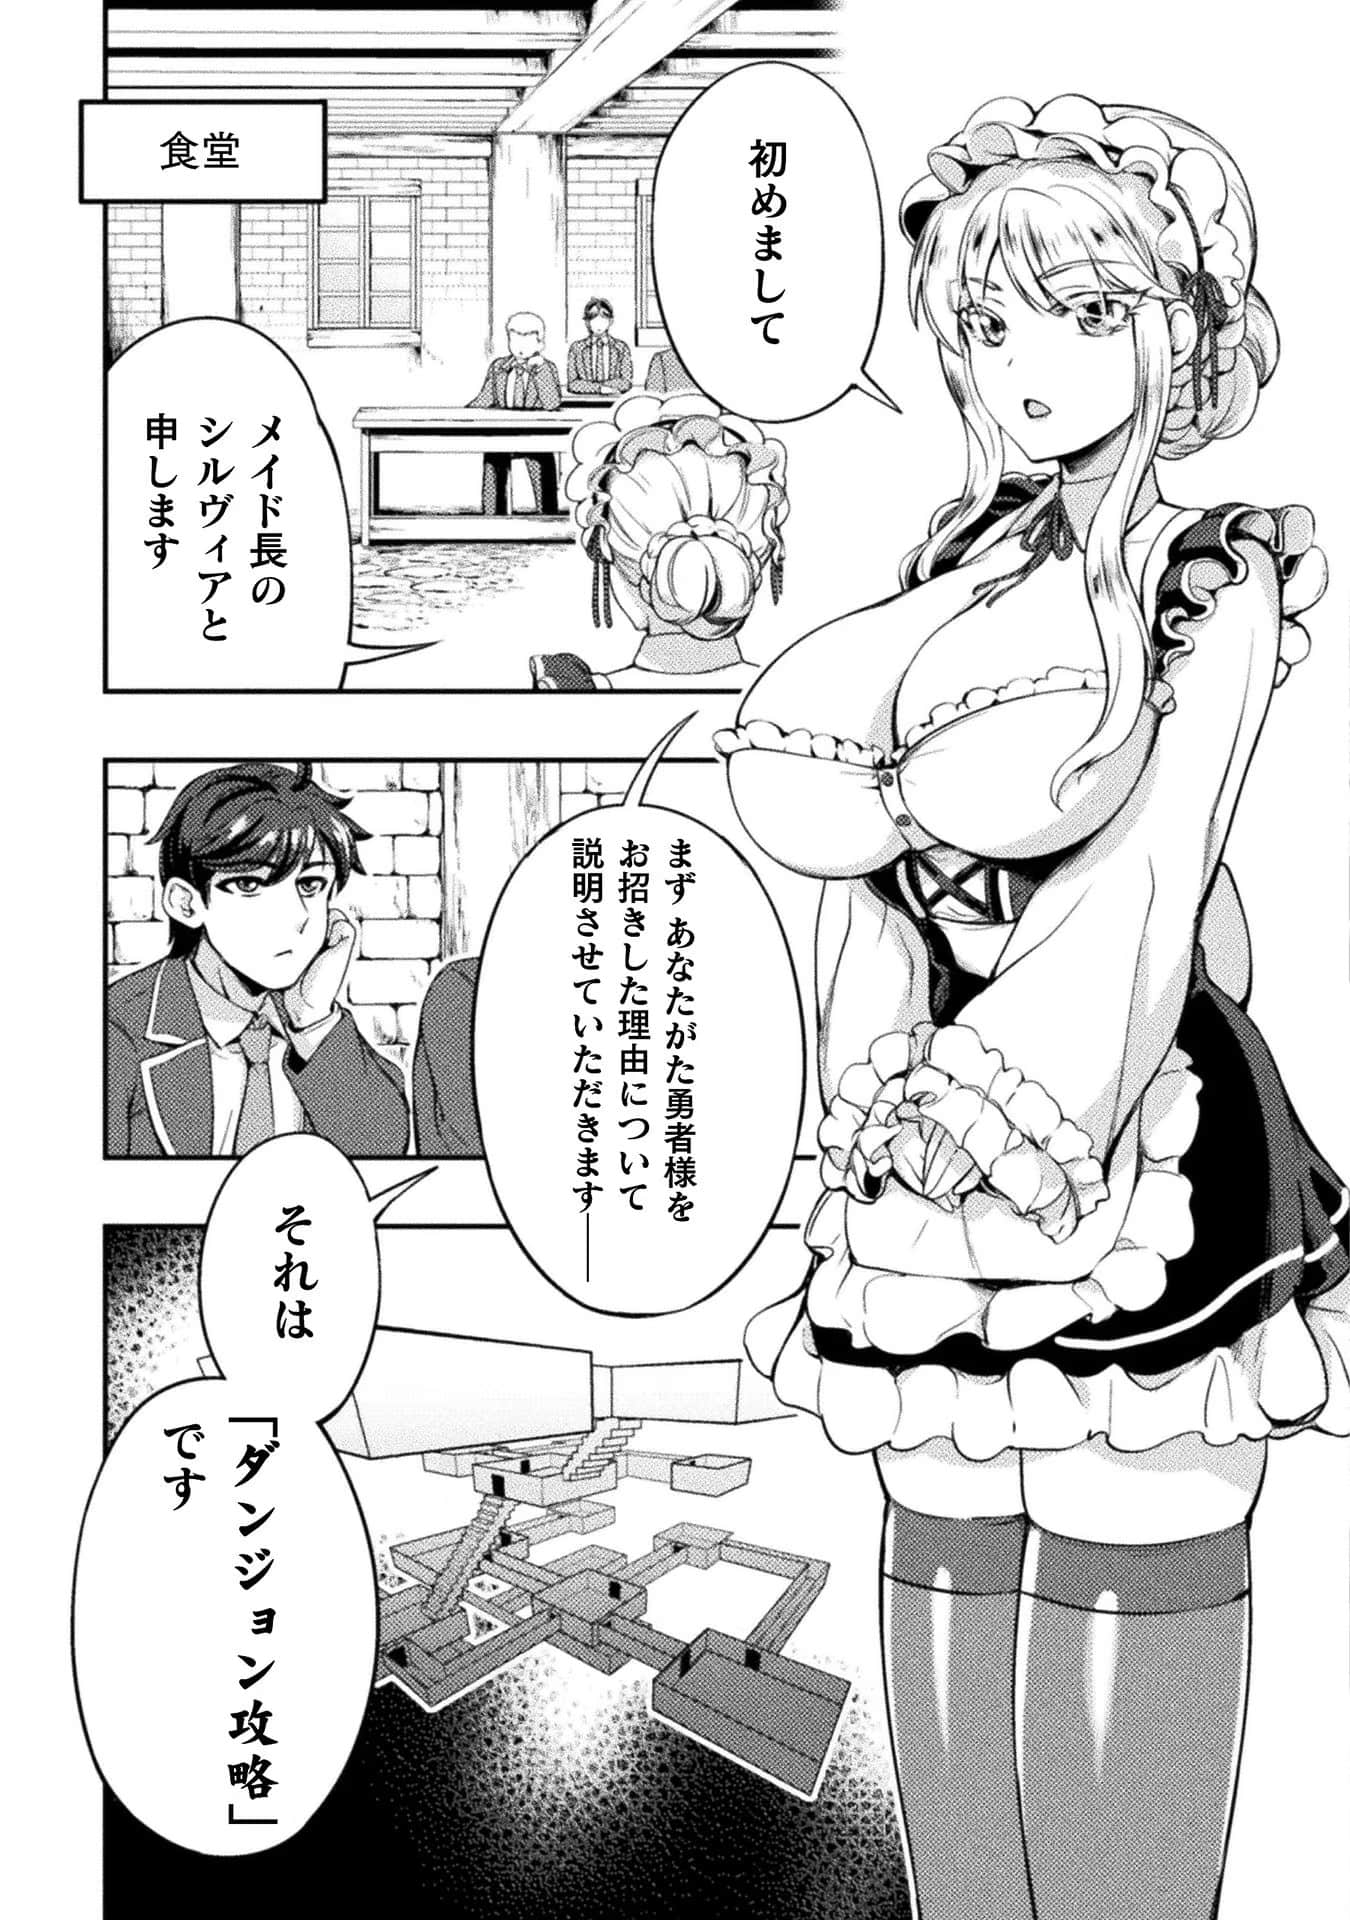 食堂
初めまして
メイド長の
シルヴィアと
申します
まず あなたがた勇者様を
お招きした理由について
説明させていただきます――
それは
「ダンジョン攻略」
です